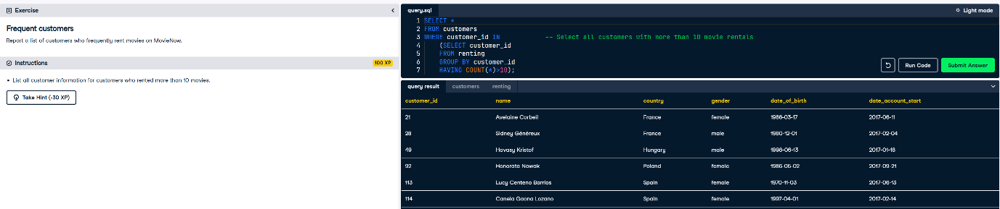 Exercise
Frequent customers
Report a list of customers who frequently rent movies on MovieNow.
Instructions
100 XP
List all customer information for customers who rented more than 10 movies.
Take Hint (-30 XP)
query.sql
Light mode
1 SELECT *
2 FROM customers
3 WHERE customer_id IN -- Select all customers with more than 10 movie rentals
4 (SELECT customer_id
5 FROM renting
6 GROUP BY customer_id
7 HAVING COUNT(*)>10);
Run Code
Submit Answer
query result customers renting
customer_id name country gender date_of_birth date_account_start
21 Avelaine Corbeil France female 1986-03-17 2017-06-11
28 Sidney Généreux France male 1980-12-01 2017-02-04
49 Havasy Kristof Hungary male 1998-06-13 2017-01-18
92 Honorata Nowak Poland female 1986-05-02 2017-09-21
113 Lucy Centeno Barrios Spain female 1970-11-03 2017-06-13
114 Canela Gaona Lozano Spain female 1997-04-01 2017-02-14